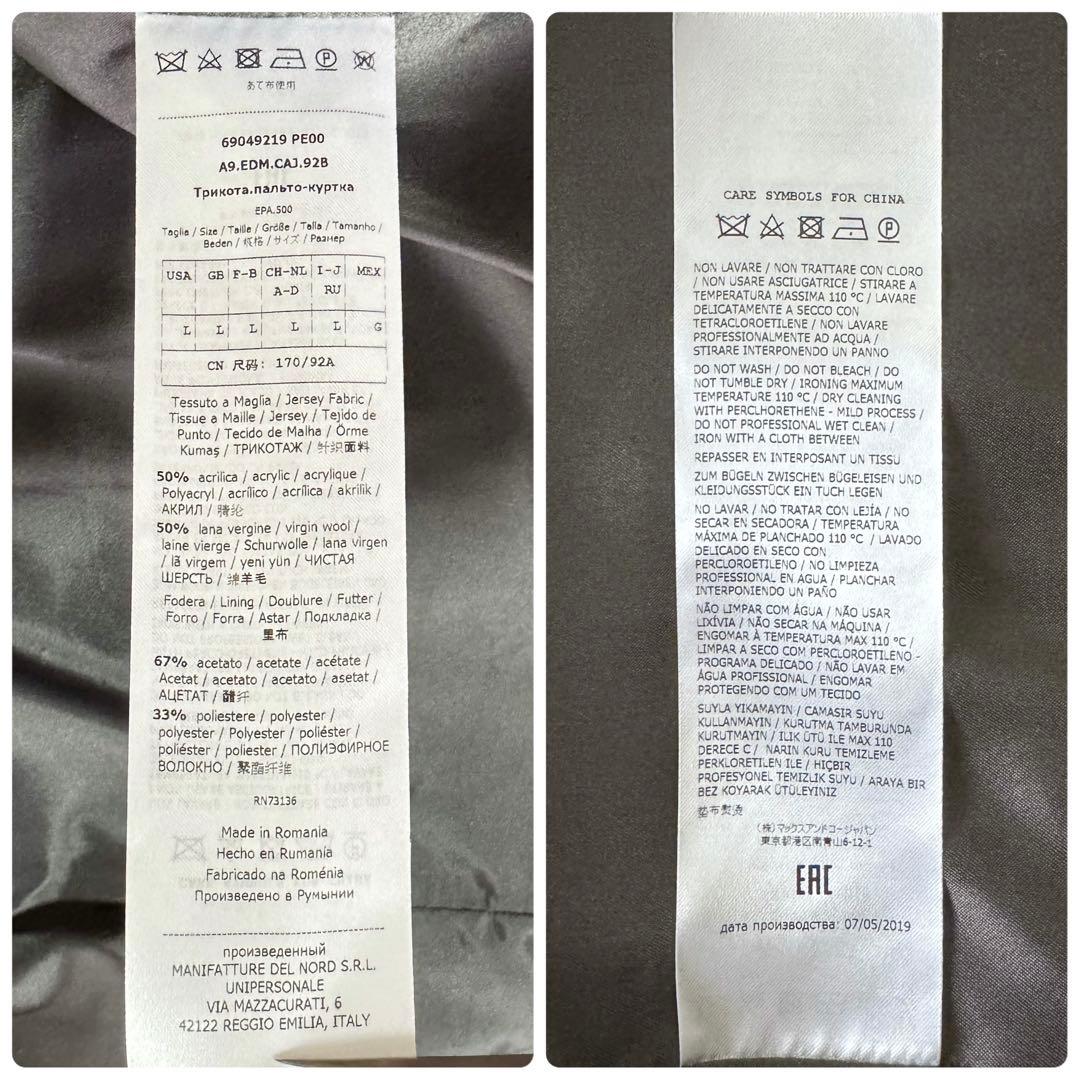 あて布使用
69049219 PE00
A9.EDM.CAJ.92B
Трикота.пальто-куртка
EPA.500
Taglia / Size / Taille / Größe / Talla / Tamanho /
Beden / 规格 / サイズ / Размер
USA GB F-B CH-NL I-J MEX
A-D RU
L L L L L G
CN 尺码: 170/92A
Tessuto a Maglia / Jersey Fabric /
Tissue a Maille / Jersey / Tejido de
Punto / Tecido de Malha / Örme
Kumaş / ТРИКОТАЖ / 针织面料
50% acrilica / acrylic / acrylique /
Polyacryl / acrílico / acrílica / akrilik /
АКРИЛ / 腈纶
50% lana vergine / virgin wool /
laine vierge / Schurwolle / lana virgen
/ lã virgem / yeni yün / ЧИСТАЯ
ШЕРСТЬ / 绵羊毛
Fodera / Lining / Doublure / Futter /
Forro / Forra / Astar / Подкладка /
里布
67% acetato / acetate / acétate /
Acetat / acetato / acetato / asetat /
АЦЕТАТ / 醋纤
33% poliestere / polyester /
polyester / Polyester / poliéster /
poliéster / poliester / ПОЛИЭФИРНОЕ
ВОЛОКНО / 聚酯纤维
RN73136
Made in Romania
Hecho en Rumanía
Fabricado na Roménia
Произведено в Румынии
произведенный
MANIFATTURE DEL NORD S.R.L.
UNIPERSONALE
VIA MAZZACURATI, 6
42122 REGGIO EMILIA, ITALY
CARE SYMBOLS FOR CHINA
NON LAVARE / NON TRATTARE CON CLORO
/ NON USARE ASCIUGATRICE / STIRARE A
TEMPERATURA MASSIMA 110 °C / LAVARE
DELICATAMENTE A SECCO CON
TETRACLOROETILENE / NON LAVARE
PROFESSIONALMENTE AD ACQUA /
STIRARE INTERPONENDO UN PANNO
DO NOT WASH / DO NOT BLEACH / DO
NOT TUMBLE DRY / IRONING MAXIMUM
TEMPERATURE 110 °C / DRY CLEANING
WITH PERCLHORETHENE - MILD PROCESS /
DO NOT PROFESSIONAL WET CLEAN /
IRON WITH A CLOTH BETWEEN
REPASSER EN INTERPOSANT UN TISSU
ZUM BÜGELN ZWISCHEN BÜGELEISEN UND
KLEIDUNGSSTÜCK EIN TUCH LEGEN
NO LAVAR / NO TRATAR CON LEJÍA / NO
SECAR EN SECADORA / TEMPERATURA
MÁXIMA DE PLANCHADO 110 °C / LAVADO
DELICADO EN SECO CON
PERCLOROETILENO / NO LIMPIEZA
PROFESSIONAL EN AGUA / PLANCHAR
INTERPONIENDO UN PAÑO
NÃO LIMPAR COM ÁGUA / NÃO USAR
LIXÍVIA / NÃO SECAR NA MÁQUINA /
ENGOMAR À TEMPERATURA MAX 110 °C /
LIMPAR A SECO COM PERCLOROETILENO -
PROGRAMA DELICADO / NÃO LAVAR EM
ÁGUA PROFISSIONAL / ENGOMAR
PROTEGENDO COM UM TECIDO
SUYLA YIKAMAYIN / CAMASIR SUYU
KULLANMAYIN / KURUTMA TAMBURUNDA
KURUTMAYIN / ILIK ÜTÜ ILE MAX 110
DERECE C / NARIN KURU TEMIZLEME
PERKLORETILEN ILE / HIÇBIR
PROFESYONEL TEMIZLIK SUYU / ARAYA BIR
BEZ KOYARAK ÜTÜLEYINIZ
垫布熨烫
(株)マックスアンドコージャパン
東京都港区南青山6-12-1
EAC
дата производства: 07/05/2019